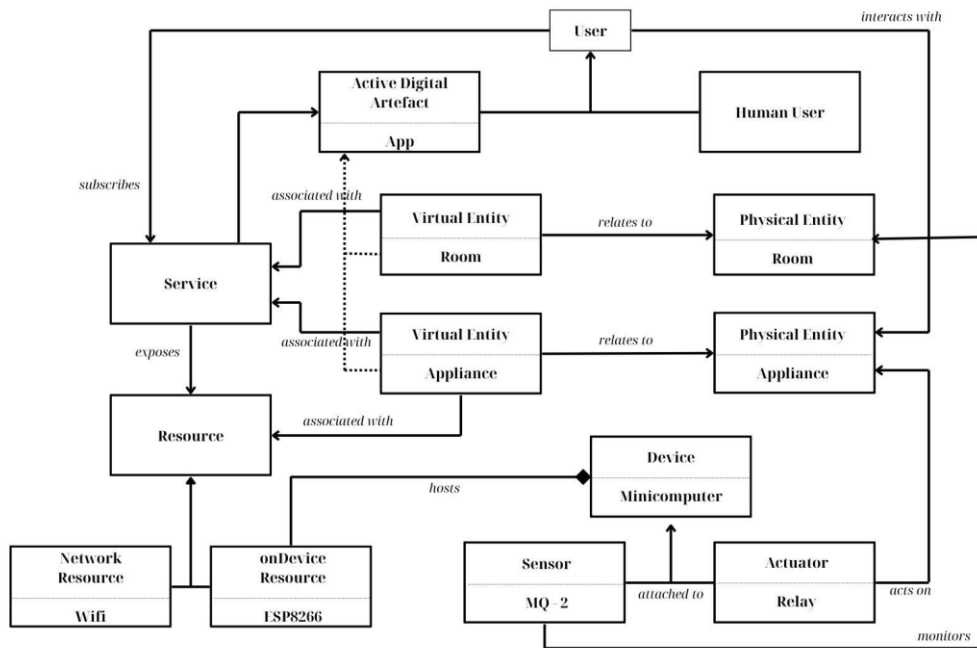 User
interacts with
Active Digital
Artefact
App
Human User
subscribes
associated with
Virtual Entity
Room
relates to
Physical Entity
Room
Service
associated with
Virtual Entity
Appliance
relates to
Physical Entity
Appliance
exposes
Resource
associated with
Device
Minicomputer
hosts
Network
Resource
Wifi
onDevice
Resource
ESP8266
Sensor
MQ - 2
attached to
Actuator
Relay
acts on
monitors